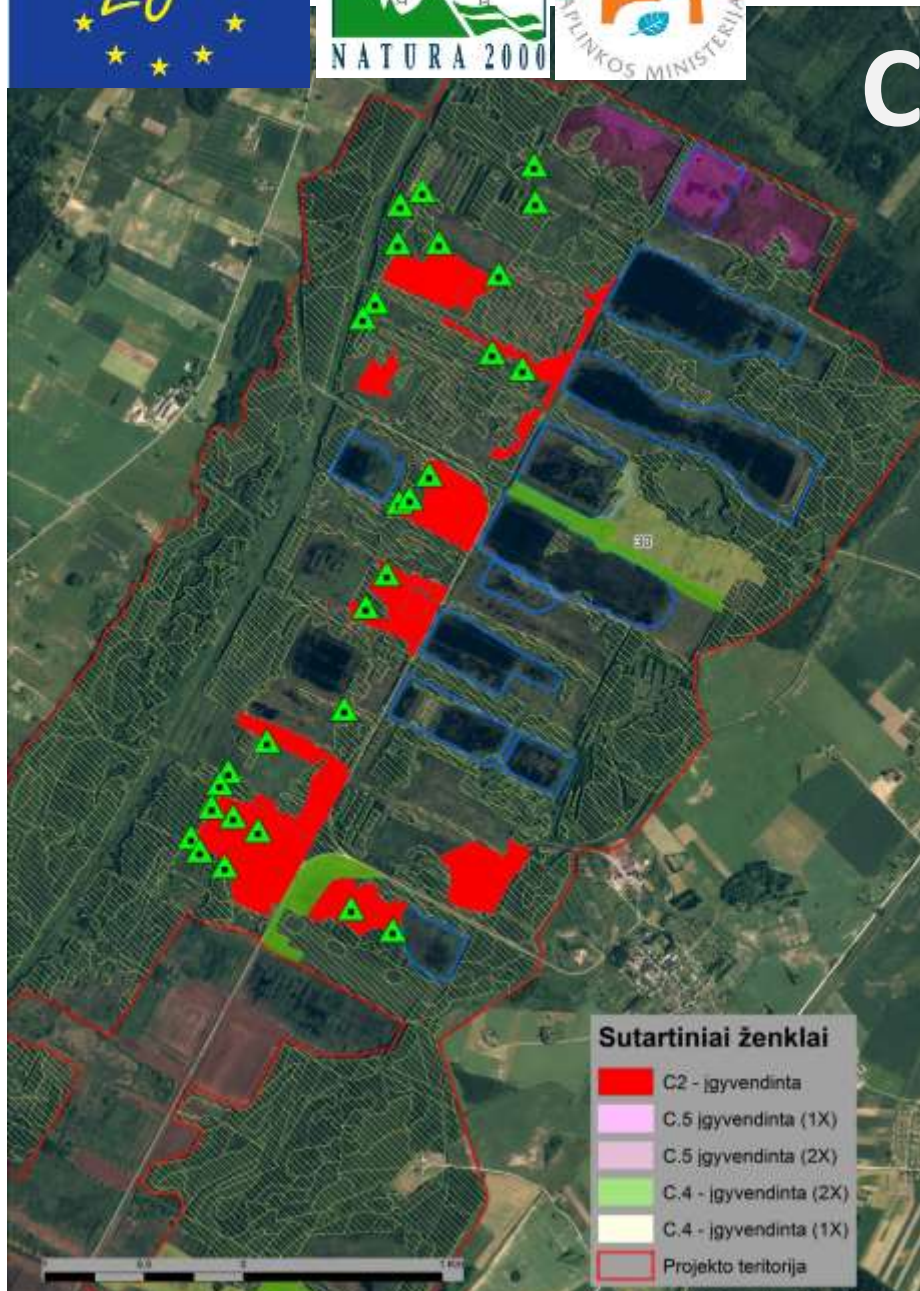 NATURA 2000
APLINKOS MINISTERIJA
C
Sutartiniai ženklai
C2 - įgyvendinta
C.5 įgyvendinta (1X)
C.5 įgyvendinta (2X)
C.4 - įgyvendinta (2X)
C.4 - įgyvendinta (1X)
Projekto teritorija